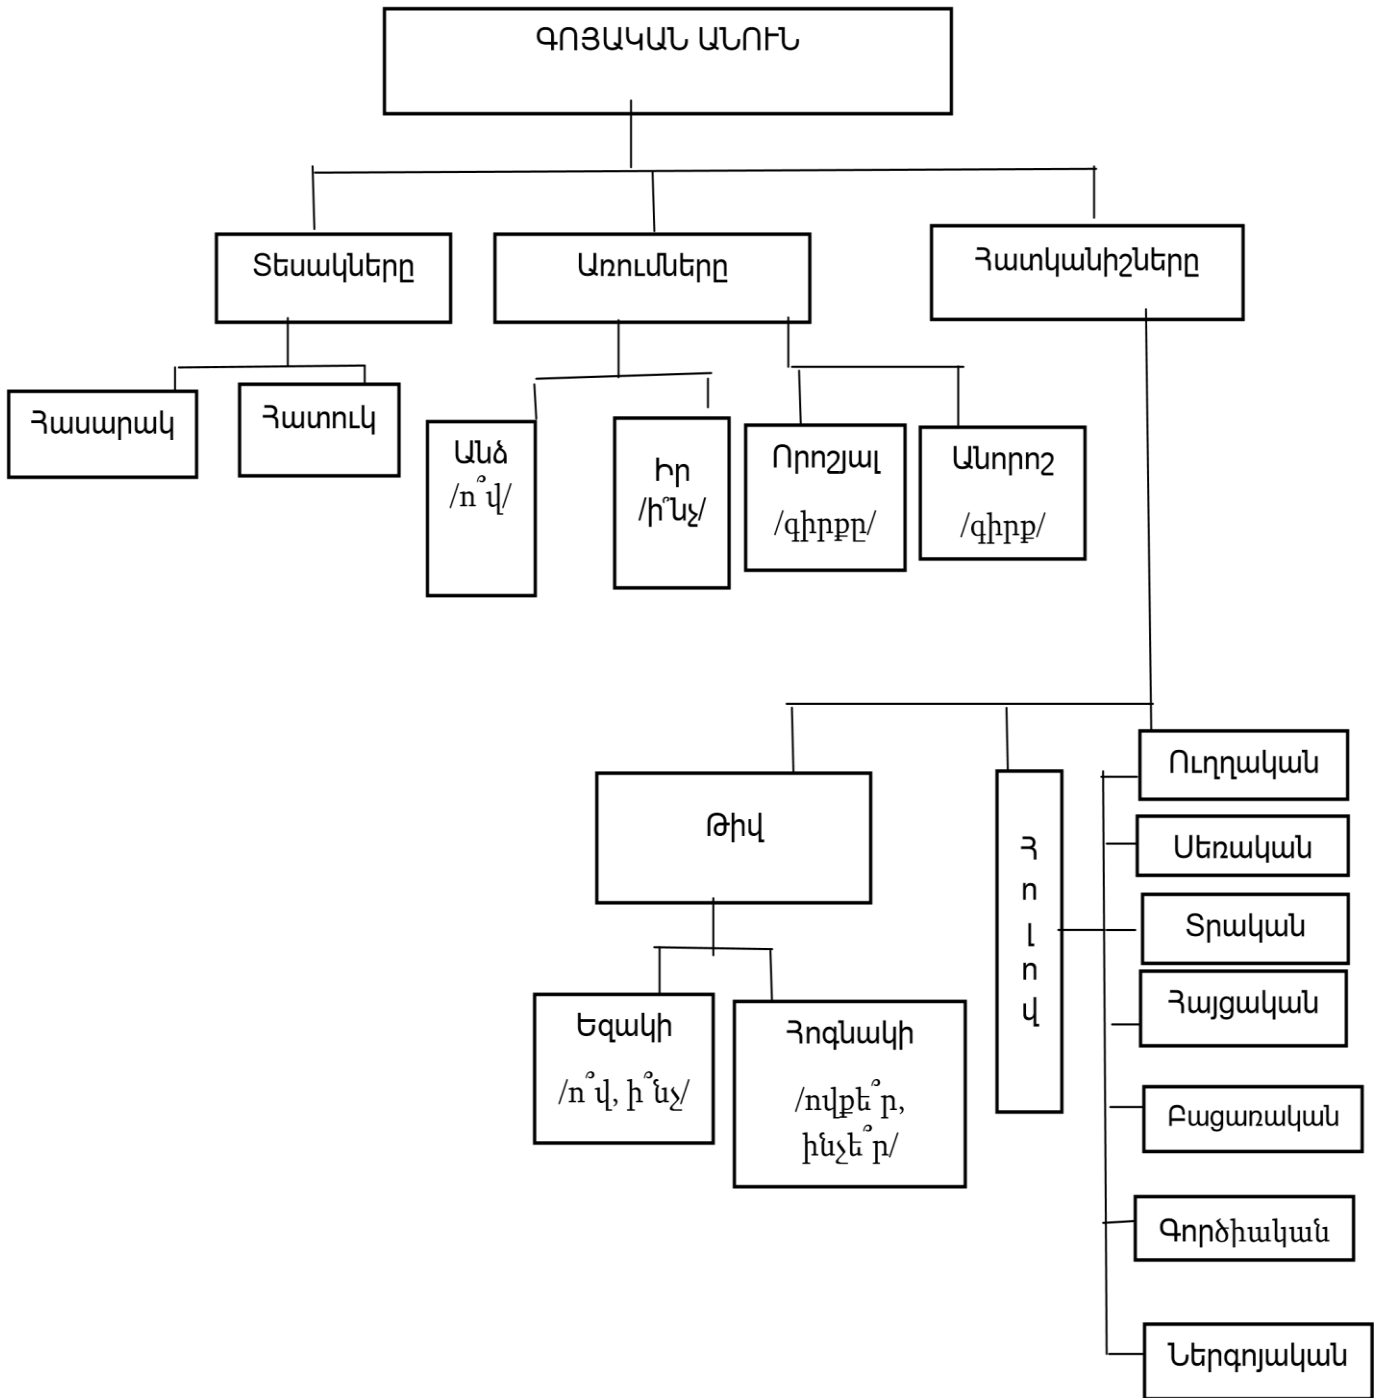 ԳՈՅԱԿԱՆ ԱՆՈՒՆ
Տեսակները
Առումները
Հատկանիշները
Հասարակ
Հատուկ
Անձ
/ո՞վ/
Իր
/ի՞նչ/
Որոշյալ
/գիրքը/
Անորոշ
/գիրք/
Թիվ
Եզակի
/ո՞վ, ի՞նչ/
Հոգնակի
/ովքե՞ր,
ինչե՞ր/
Հ
ո
լ
ո
վ
Ուղղական
Սեռական
Տրական
Հայցական
Բացառական
Գործիական
Ներգոյական